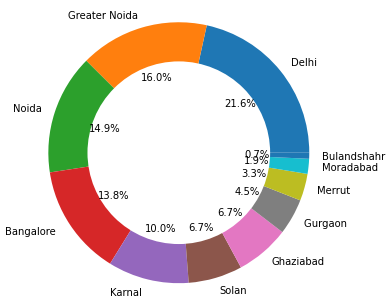 Greater Noida
Delhi
16.0%
21.6%
Noida
14.9%
0.7%
Bulandshahr
1.9%
Moradabad
3.3%
Merrut
4.5%
13.8%
6.7%
Gurgaon
10.0%
6.7%
Bangalore
Ghaziabad
Karnal
Solan